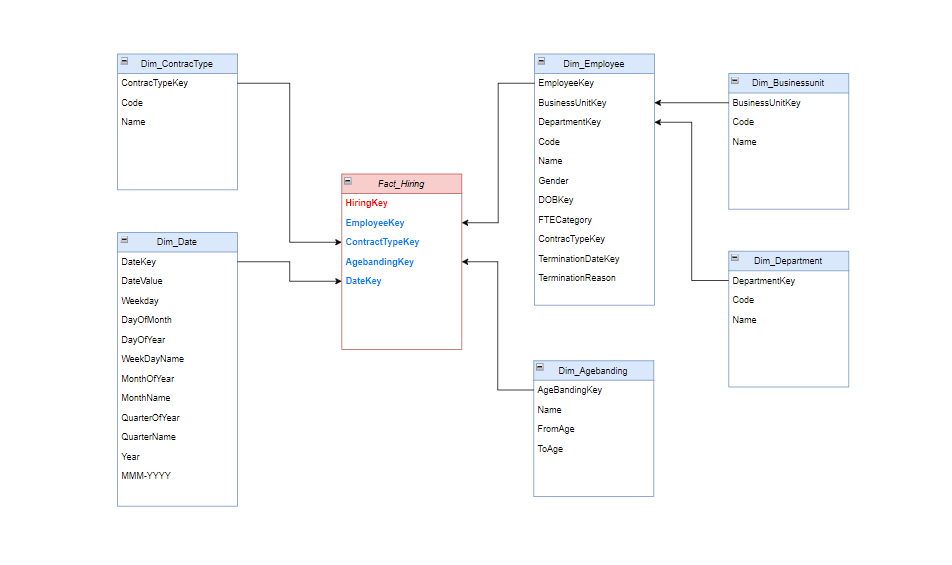 Dim_ContracType
ContracTypeKey
Code
Name
Dim_Date
DateKey
DateValue
Weekday
DayOfMonth
DayOfYear
WeekDayName
MonthOfYear
MonthName
QuarterOfYear
QuarterName
Year
MMM-YYYY
Fact_Hiring
HiringKey
EmployeeKey
ContractTypeKey
AgebandingKey
DateKey
Dim_Employee
EmployeeKey
BusinessUnitKey
DepartmentKey
Code
Name
Gender
DOBKey
FTECategory
ContracTypeKey
TerminationDateKey
TerminationReason
Dim_Agebanding
AgeBandingKey
Name
FromAge
ToAge
Dim_Businessunit
BusinessUnitKey
Code
Name
Dim_Department
DepartmentKey
Code
Name